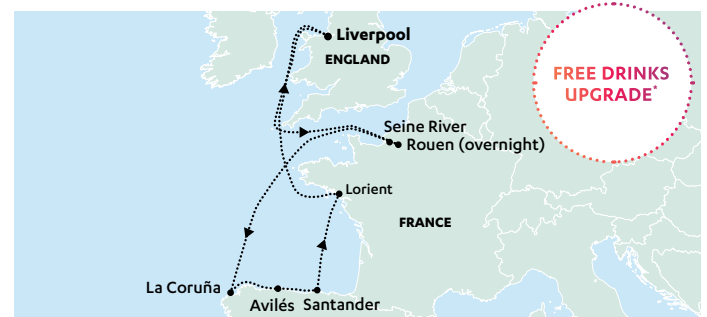 Liverpool
ENGLAND
FREE DRINKS
UPGRADE*
Seine River
Rouen (overnight)
Lorient
FRANCE
La Coruña
Avilés
Santander